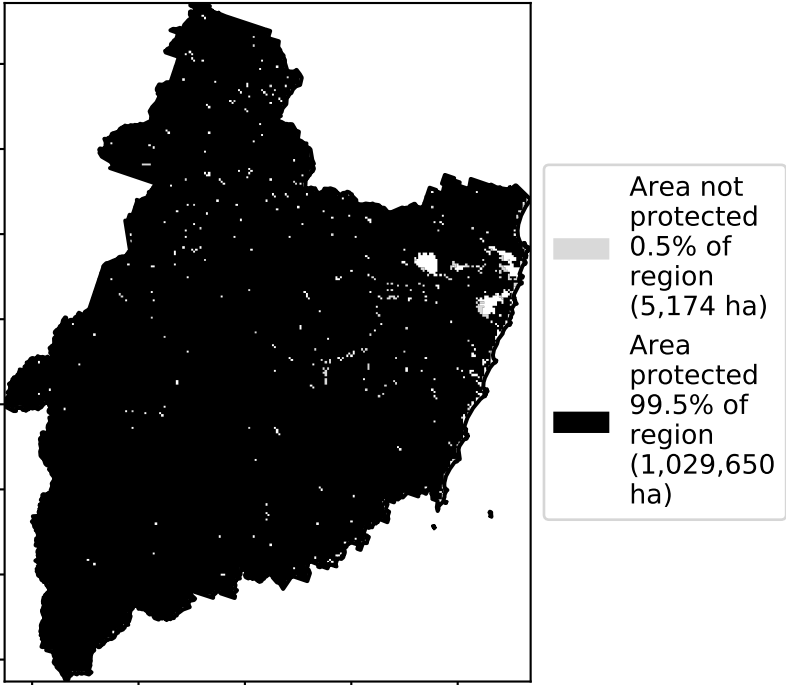 Area not
protected
0.5% of
region
(5,174 ha)
Area
protected
99.5% of
region
(1,029,650
ha)